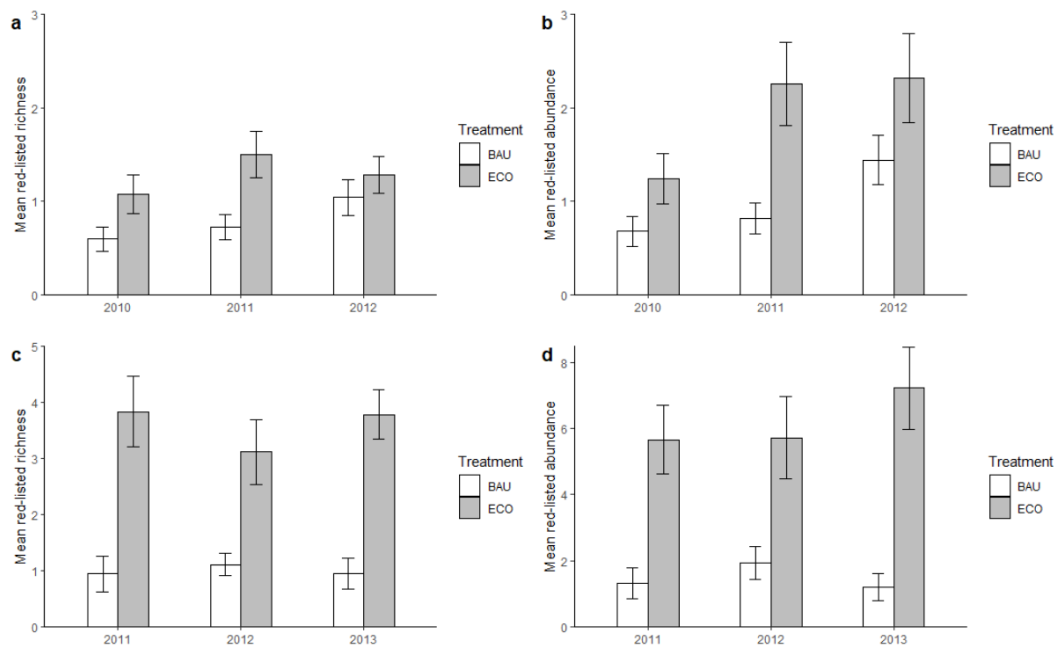 a
Mean red-listed richness
3
2
1
0
2010 2011 2012
Treatment
BAU
ECO
b
Mean red-listed abundance
3
2
1
0
2010 2011 2012
Treatment
BAU
ECO
c
Mean red-listed richness
5
4
3
2
1
0
2011 2012 2013
Treatment
BAU
ECO
d
Mean red-listed abundance
8
6
4
2
0
2011 2012 2013
Treatment
BAU
ECO